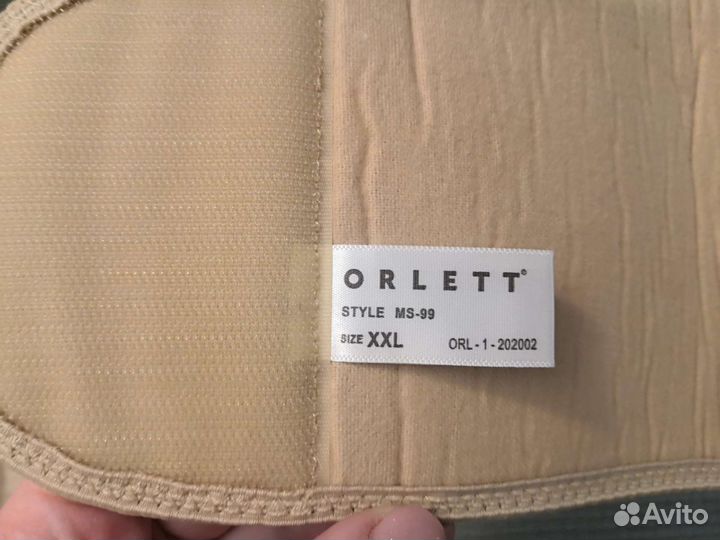 ORLETT®
STYLE MS-99
SIZE XXL ORL-1-202002
Avito